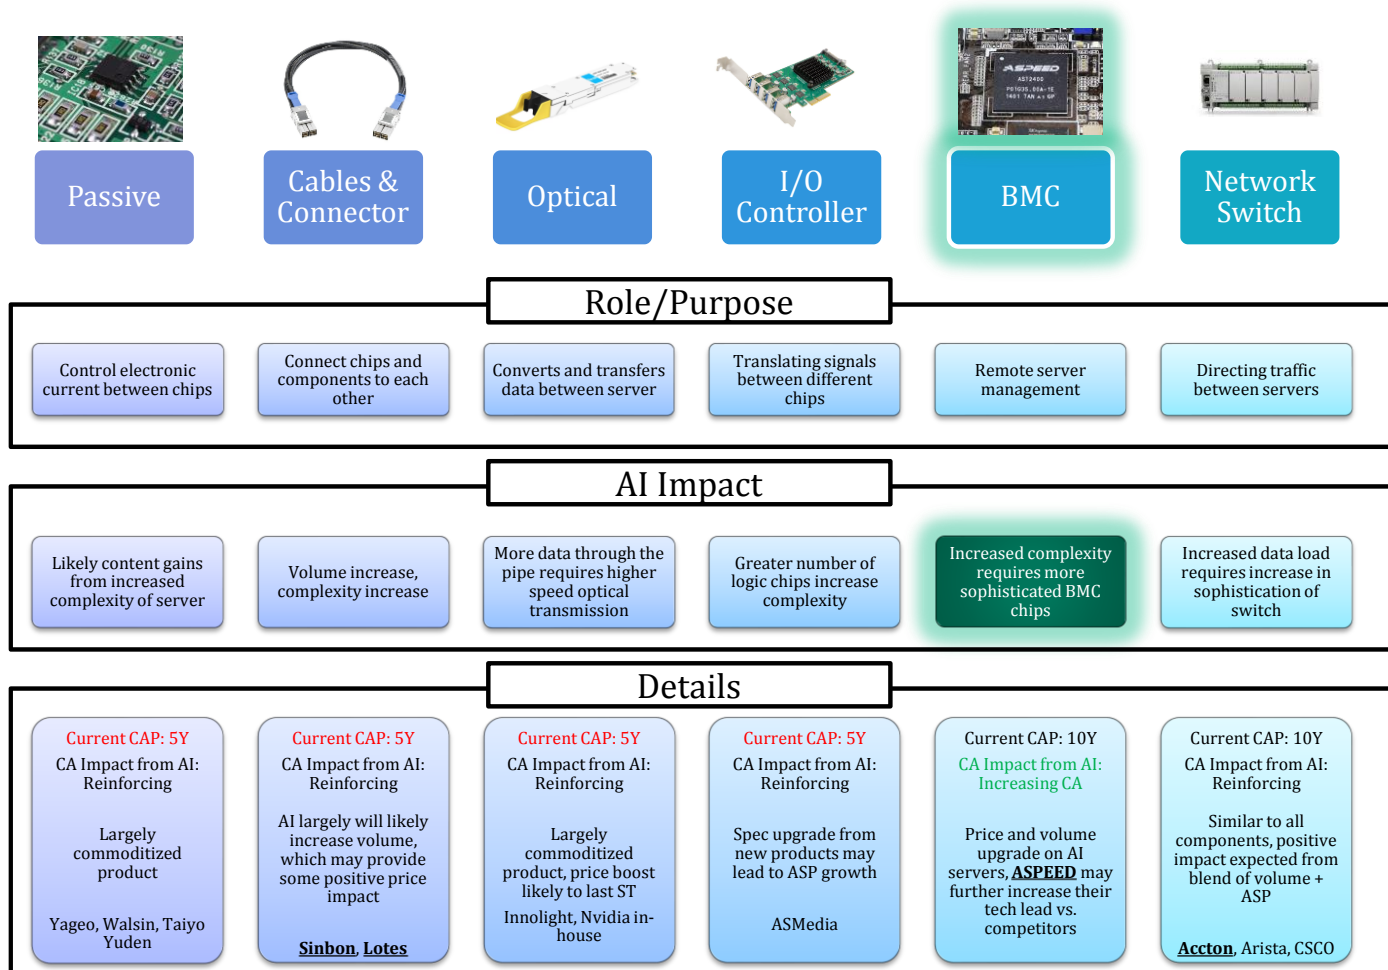 ASPEED
AST2400
Passive
Cables &
Connector
Optical
I/O
Controller
BMC
Network
Switch
Role/Purpose
Control electronic
current between chips
Connect chips and
components to each
other
Converts and transfers
data between server
Translating signals
between different
chips
Remote server
management
Directing traffic
between servers
AI Impact
Likely content gains
from increased
complexity of server
Volume increase,
complexity increase
More data through the
pipe requires higher
speed optical
transmission
Greater number of
logic chips increase
complexity
Increased complexity
requires more
sophisticated BMC
chips
Increased data load
requires increase in
sophistication of
switch
Details
Current CAP: 5Y
CA Impact from AI:
Reinforcing
Largely
commoditized
product
Yageo, Walsin, Taiyo
Yuden
Current CAP: 5Y
CA Impact from AI:
Reinforcing
AI largely will likely
increase volume,
which may provide
some positive price
impact
Sinbon, Lotes
Current CAP: 5Y
CA Impact from AI:
Reinforcing
Largely
commoditized
product, price boost
likely to last ST
Innolight, Nvidia in-
house
Current CAP: 5Y
CA Impact from AI:
Reinforcing
Spec upgrade from
new products may
lead to ASP growth
ASMedia
Current CAP: 10Y
CA Impact from AI:
Increasing CA
Price and volume
upgrade on AI
servers, ASPEED may
further increase their
tech lead vs.
competitors
Current CAP: 10Y
CA Impact from AI:
Reinforcing
Similar to all
components, positive
impact expected from
blend of volume +
ASP
Accton, Arista, CSCO